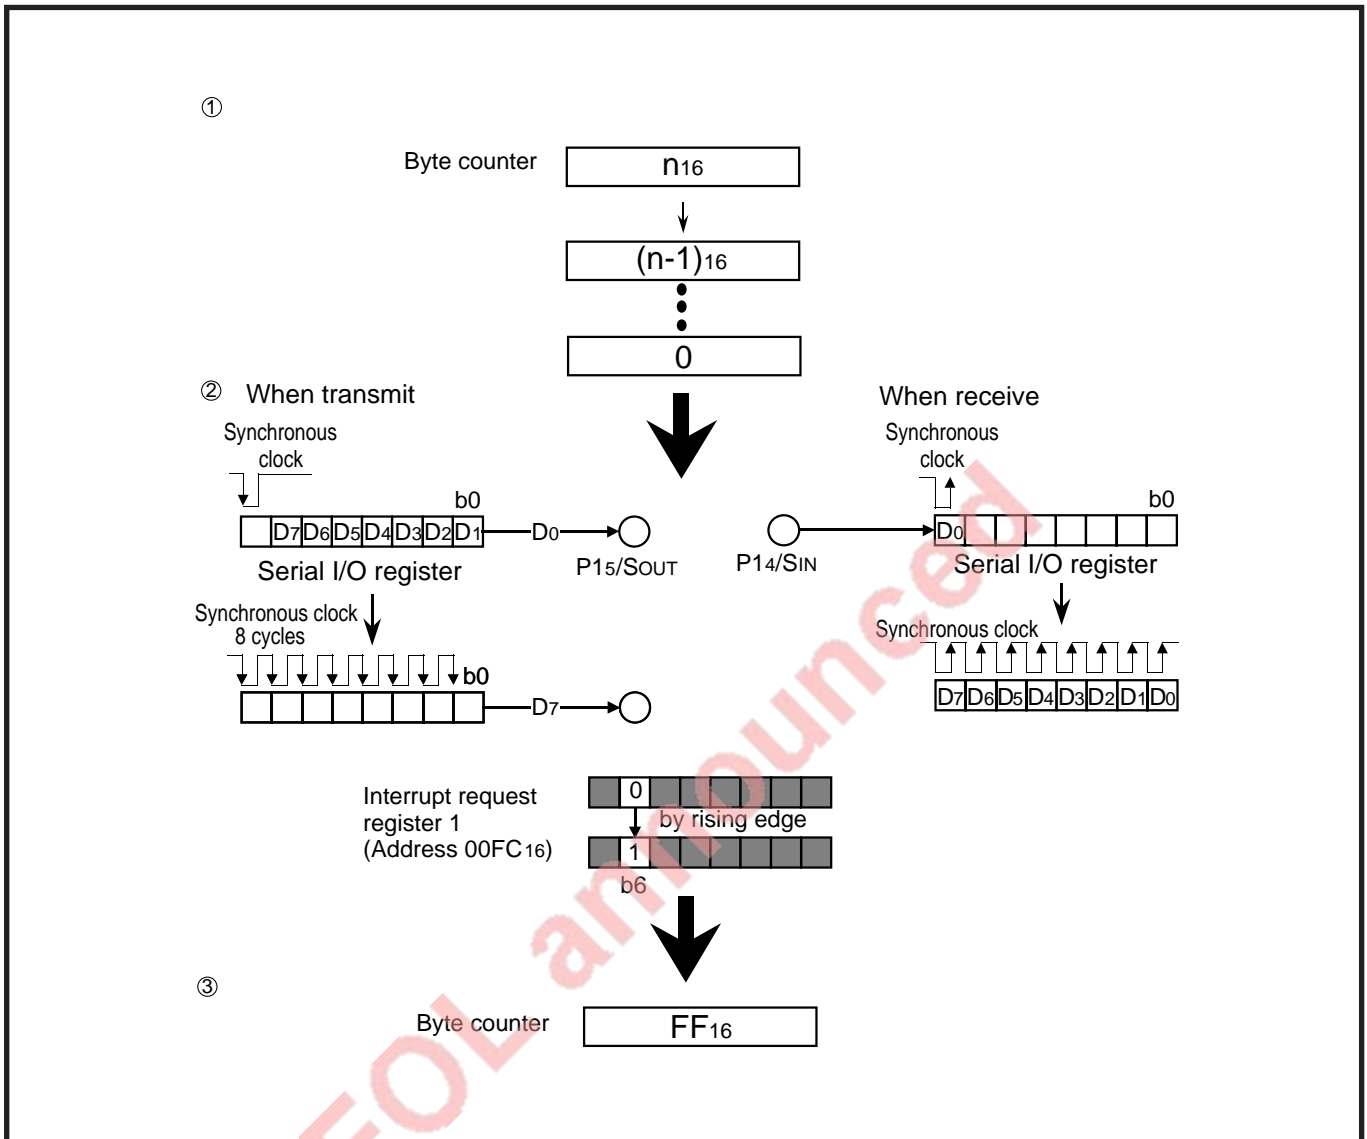 ①
Byte counter
n16
(n-1)16
0
② When transmit
When receive
Synchronous
clock
Synchronous
clock
b0
b0
D7 D6 D5 D4 D3 D2 D1
D0
D0
P15/SOUT
P14/SIN
Serial I/O register
Serial I/O register
Synchronous clock
8 cycles
Synchronous clock
b0
D7
D7 D6 D5 D4 D3 D2 D1 D0
Interrupt request
register 1
(Address 00FC16)
0
by rising edge
1
b6
③
Byte counter
FF16
EOL announced